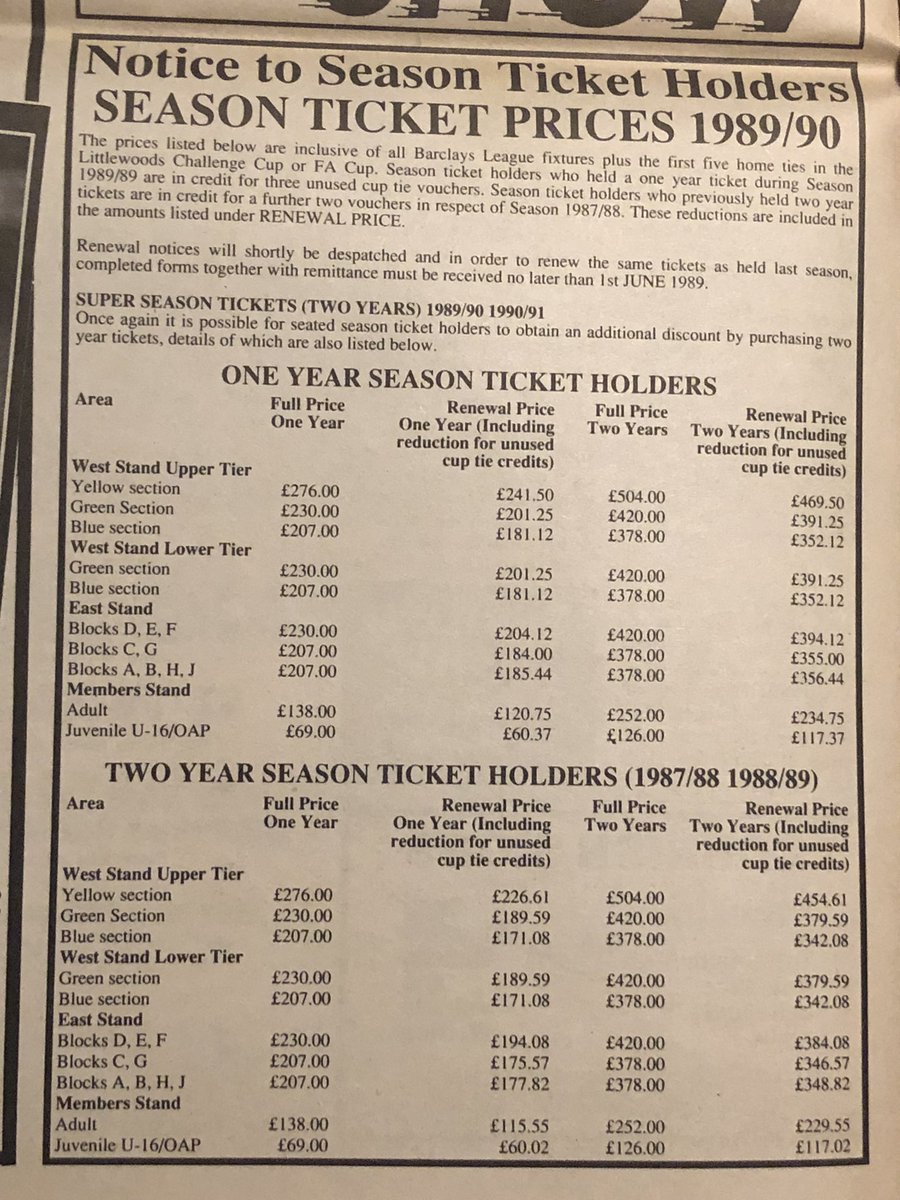 Notice to Season Ticket Holders
SEASON TICKET PRICES 1989/90
The prices listed below are inclusive of all Barclays League fixtures plus the first five home ties in the
Littlewoods Challenge Cup or FA Cup. Season ticket holders who held a one year ticket during Season
1989/89 are in credit for three unused cup tie vouchers. Season ticket holders who previously held two year
tickets are in credit for a further two vouchers in respect of Season 1987/88. These reductions are included in
the amounts listed under RENEWAL PRICE.
Renewal notices will shortly be despatched and in order to renew the same tickets as held last season,
completed forms together with remittance must be received no later than 1st JUNE 1989.
SUPER SEASON TICKETS (TWO YEARS) 1989/90 1990/91
Once again it is possible for seated season ticket holders to obtain an additional discount by purchasing two
year tickets, details of which are also listed below.
ONE YEAR SEASON TICKET HOLDERS
Area Full Price Renewal Price Full Price Renewal Price
One Year One Year (Including Two Years Two Years (Including
reduction for unused reduction for unused
cup tie credits) cup tie credits)
West Stand Upper Tier
Yellow section £276.00 £241.50 £504.00 £469.50
Green Section £230.00 £201.25 £420.00 £391.25
Blue section £207.00 £181.12 £378.00 £352.12
West Stand Lower Tier
Green section £230.00 £201.25 £420.00 £391.25
Blue section £207.00 £181.12 £378.00 £352.12
East Stand
Blocks D, E, F £230.00 £204.12 £420.00 £394.12
Blocks C, G £207.00 £184.00 £378.00 £355.00
Blocks A, B, H, J £207.00 £185.44 £378.00 £356.44
Members Stand
Adult £138.00 £120.75 £252.00 £234.75
Juvenile U-16/OAP £69.00 £60.37 £126.00 £117.37
TWO YEAR SEASON TICKET HOLDERS (1987/88 1988/89)
Area Full Price Renewal Price Full Price Renewal Price
One Year One Year (Including Two Years Two Years (Including
reduction for unused reduction for unused
cup tie credits) cup tie credits)
West Stand Upper Tier
Yellow section £276.00 £226.61 £504.00 £454.61
Green Section £230.00 £189.59 £420.00 £379.59
Blue section £207.00 £171.08 £378.00 £342.08
West Stand Lower Tier
Green section £230.00 £189.59 £420.00 £379.59
Blue section £207.00 £171.08 £378.00 £342.08
East Stand
Blocks D, E, F £230.00 £194.08 £420.00 £384.08
Blocks C, G £207.00 £175.57 £378.00 £346.57
Blocks A, B, H, J £207.00 £177.82 £378.00 £348.82
Members Stand
Adult £138.00 £115.55 £252.00 £229.55
Juvenile U-16/OAP £69.00 £60.02 £126.00 £117.02